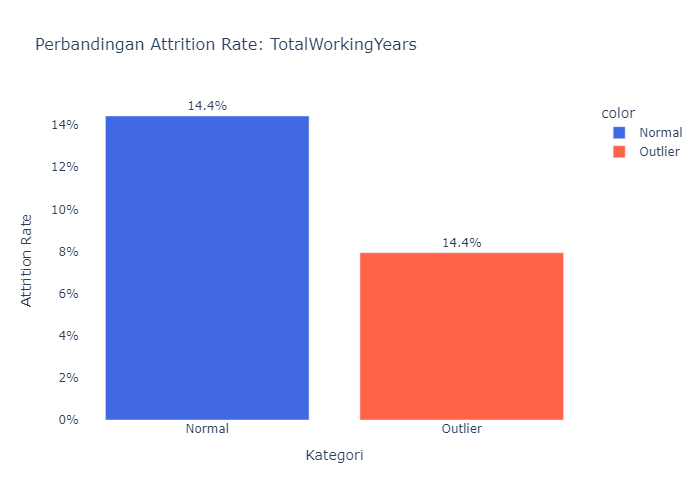 Perbandingan Attrition Rate: TotalWorkingYears
14.4%
14.4%
14%
12%
10%
8%
6%
4%
2%
0%
Attrition Rate
Normal
Outlier
Kategori
color
Normal
Outlier